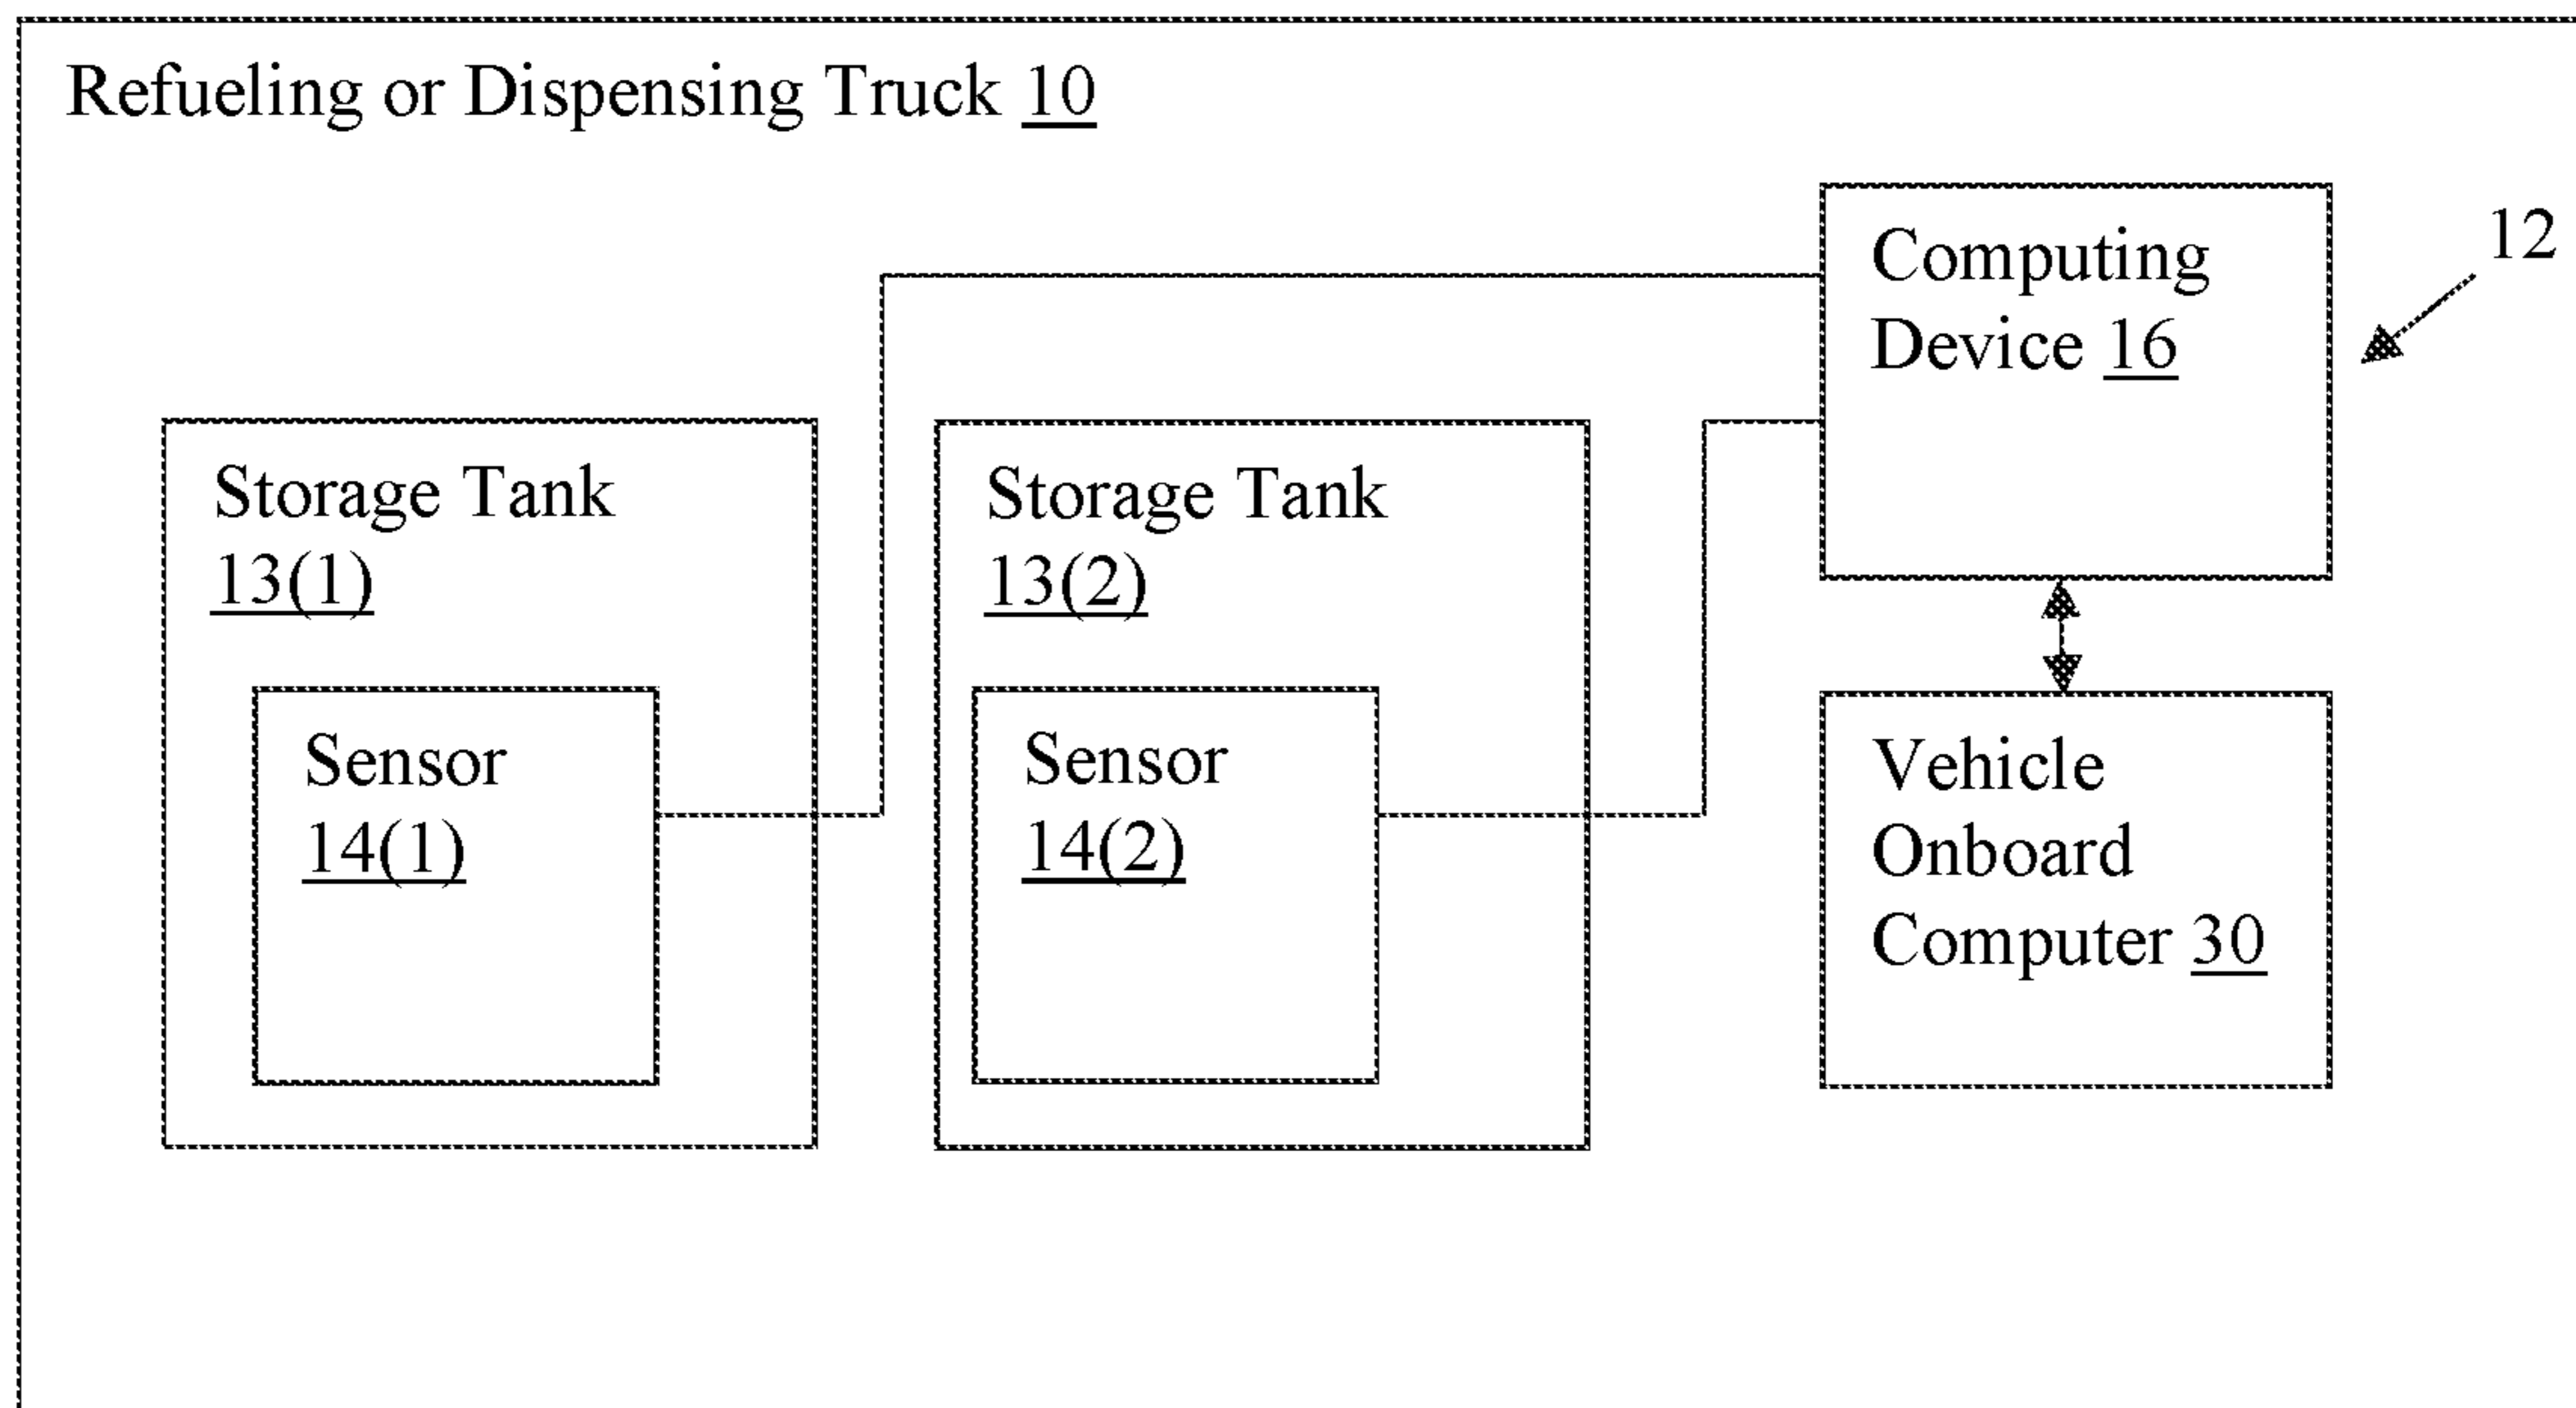 Refueling or Dispensing Truck 10
12
Computing
Device 16
Storage Tank
13(1)
Storage Tank
13(2)
Sensor
14(1)
Sensor
14(2)
Vehicle
Onboard
Computer 30